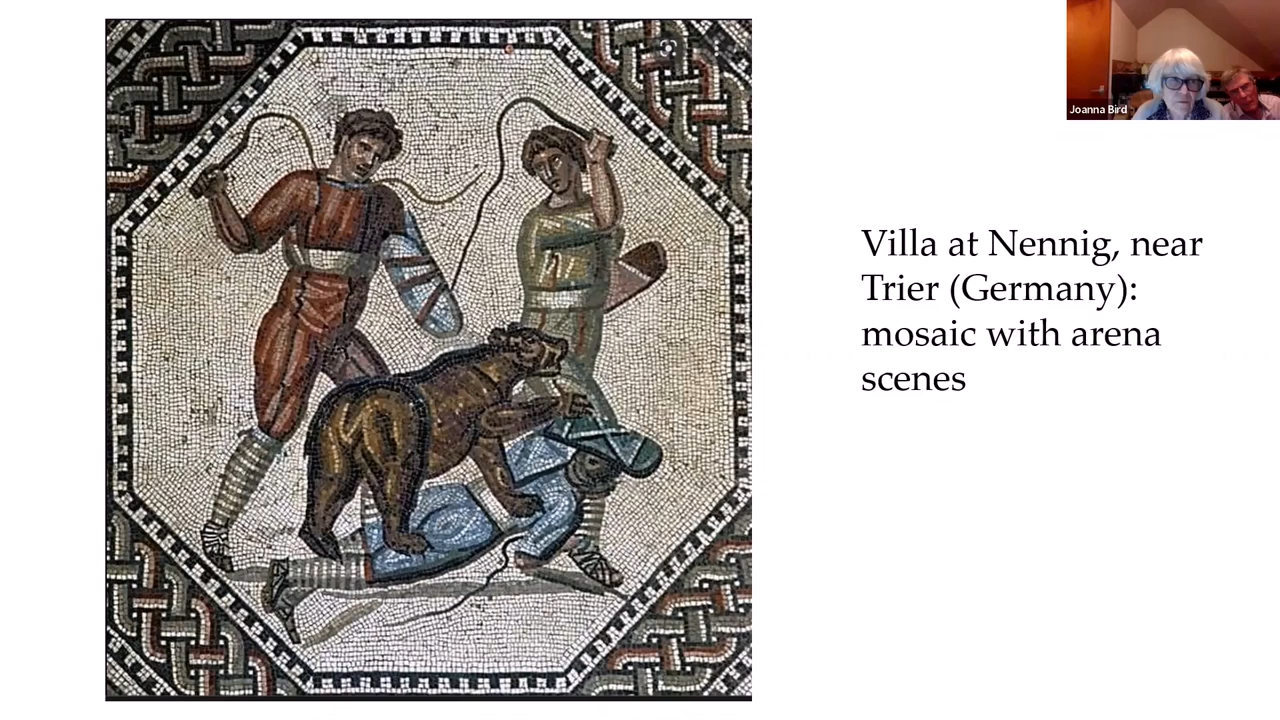 Joanna Bird
Villa at Nennig, near
Trier (Germany):
mosaic with arena
scenes